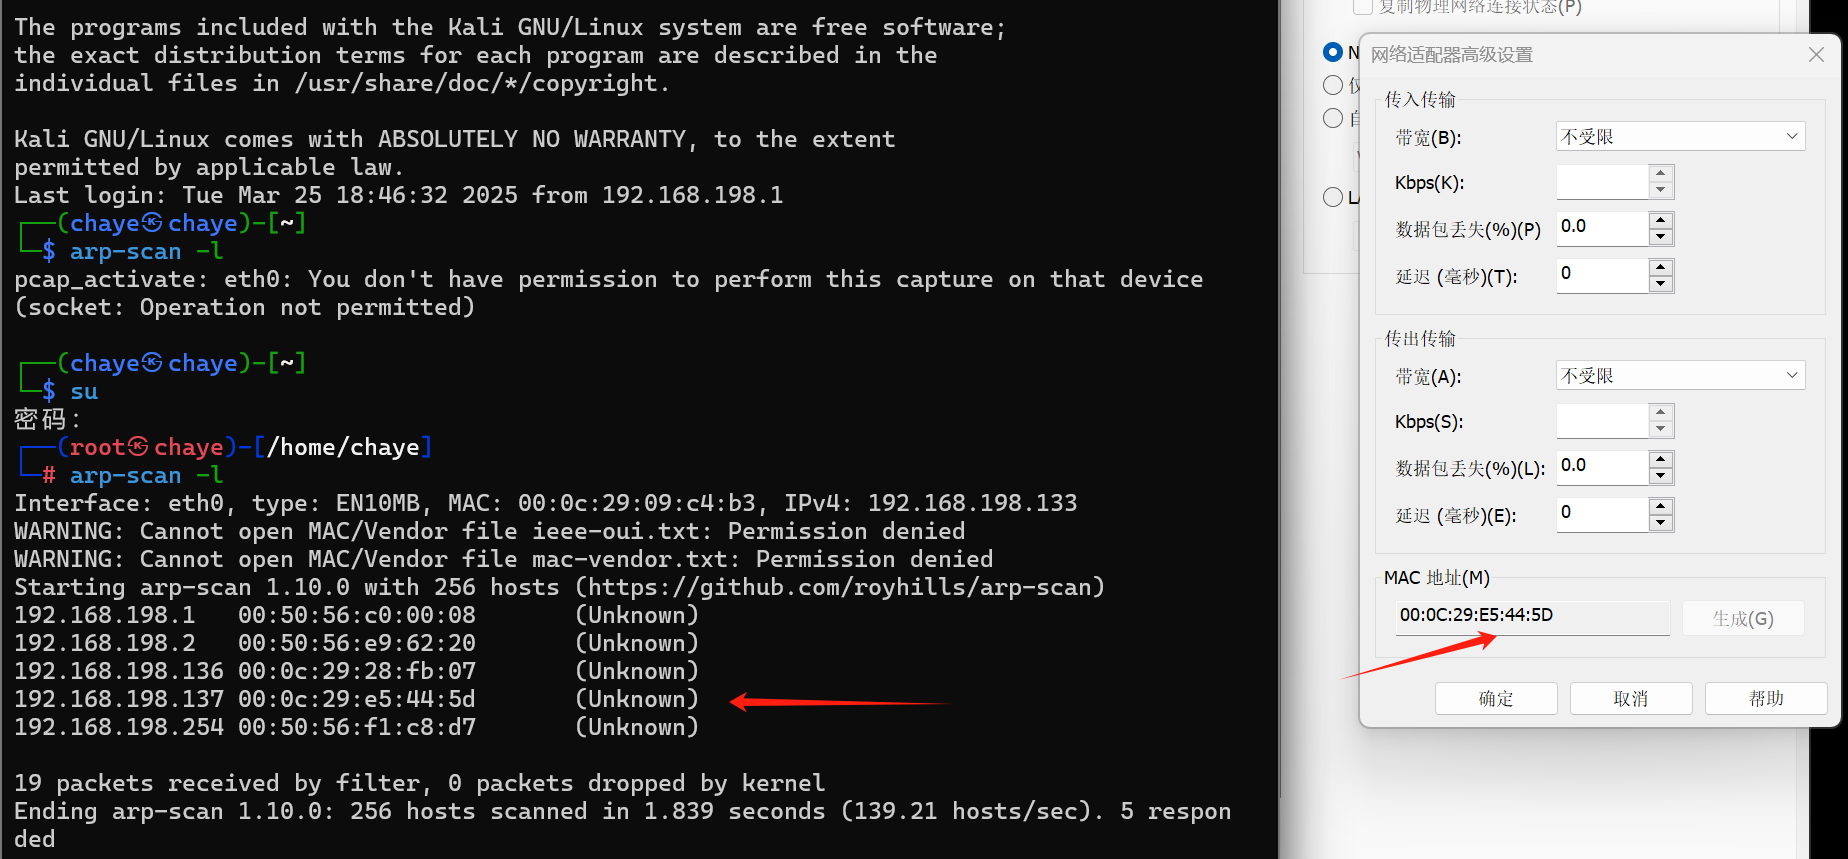 The programs included with the Kali GNU/Linux system are free software;
the exact distribution terms for each program are described in the
individual files in /usr/share/doc/*/copyright.
Kali GNU/Linux comes with ABSOLUTELY NO WARRANTY, to the extent
permitted by applicable law.
Last login: Tue Mar 25 18:46:32 2025 from 192.168.198.1
┌──(chaye㉿chaye)-[~]
└─$ arp-scan -l
pcap_activate: eth0: You don't have permission to perform this capture on that device
(socket: Operation not permitted)
┌──(chaye㉿chaye)-[~]
└─$ su
密码：
┌──(root㉿chaye)-[/home/chaye]
└─# arp-scan -l
Interface: eth0, type: EN10MB, MAC: 00:0c:29:09:c4:b3, IPv4: 192.168.198.133
WARNING: Cannot open MAC/Vendor file ieee-oui.txt: Permission denied
WARNING: Cannot open MAC/Vendor file mac-vendor.txt: Permission denied
Starting arp-scan 1.10.0 with 256 hosts (https://github.com/royhills/arp-scan)
192.168.198.1 00:50:56:c0:00:08 (Unknown)
192.168.198.2 00:50:56:e9:62:20 (Unknown)
192.168.198.136 00:0c:29:28:fb:07 (Unknown)
192.168.198.137 00:0c:29:e5:44:5d (Unknown)
192.168.198.254 00:50:56:f1:c8:d7 (Unknown)
19 packets received by filter, 0 packets dropped by kernel
Ending arp-scan 1.10.0: 256 hosts scanned in 1.839 seconds (139.21 hosts/sec). 5 respon
ded
复制物理网络连接状态(P)
N
仅
自
LA
网络适配器高级设置
传入传输
带宽(B): 不受限
Kbps(K):
数据包丢失(%)(P) 0.0
延迟 (毫秒)(T): 0
传出传输
带宽(A): 不受限
Kbps(S):
数据包丢失(%)(L): 0.0
延迟 (毫秒)(E): 0
MAC 地址(M)
00:0C:29:E5:44:5D 生成(G)
确定 取消 帮助